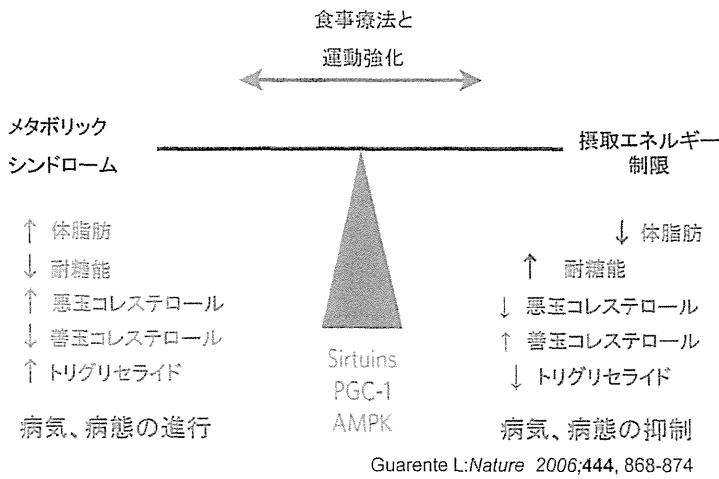 食事療法と
運動強化
メタボリック
シンドローム
摂取エネルギー
制限
↑ 体脂肪
↓ 耐糖能
↑ 悪玉コレステロール
↓ 善玉コレステロール
↑ トリグリセライド
病気、病態の進行
Sirtuins
PGC-1
AMPK
↓ 体脂肪
↑ 耐糖能
↓ 悪玉コレステロール
↑ 善玉コレステロール
↓ トリグリセライド
病気、病態の抑制
Guarente L:Nature 2006;444, 868-874